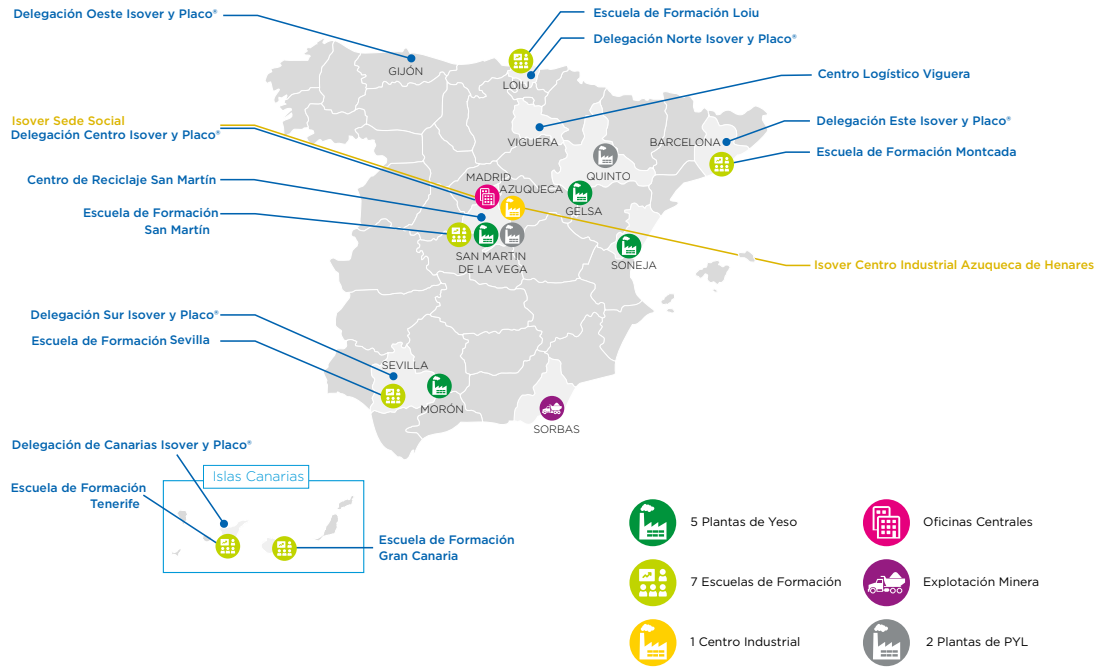 Delegación Oeste Isover y Placo®
Escuela de Formación Loiu
Delegación Norte Isover y Placo®
GIJÓN
LOIU
Centro Logístico Viguera
Isover Sede Social
Delegación Centro Isover y Placo®
Delegación Este Isover y Placo®
VIGUERA
BARCELONA
Escuela de Formación Montcada
Centro de Reciclaje San Martín
MADRID
AZUQUECA
QUINTO
GELSA
Escuela de Formación
San Martín
SAN MARTIN
DE LA VEGA
SONEJA
Isover Centro Industrial Azuqueca de Henares
Delegación Sur Isover y Placo®
Escuela de Formación Sevilla
SEVILLA
MORÓN
SORBAS
Delegación de Canarias Isover y Placo®
Islas Canarias
Escuela de Formación
Tenerife
Escuela de Formación
Gran Canaria
5 Plantas de Yeso
Oficinas Centrales
7 Escuelas de Formación
Explotación Minera
1 Centro Industrial
2 Plantas de PYL